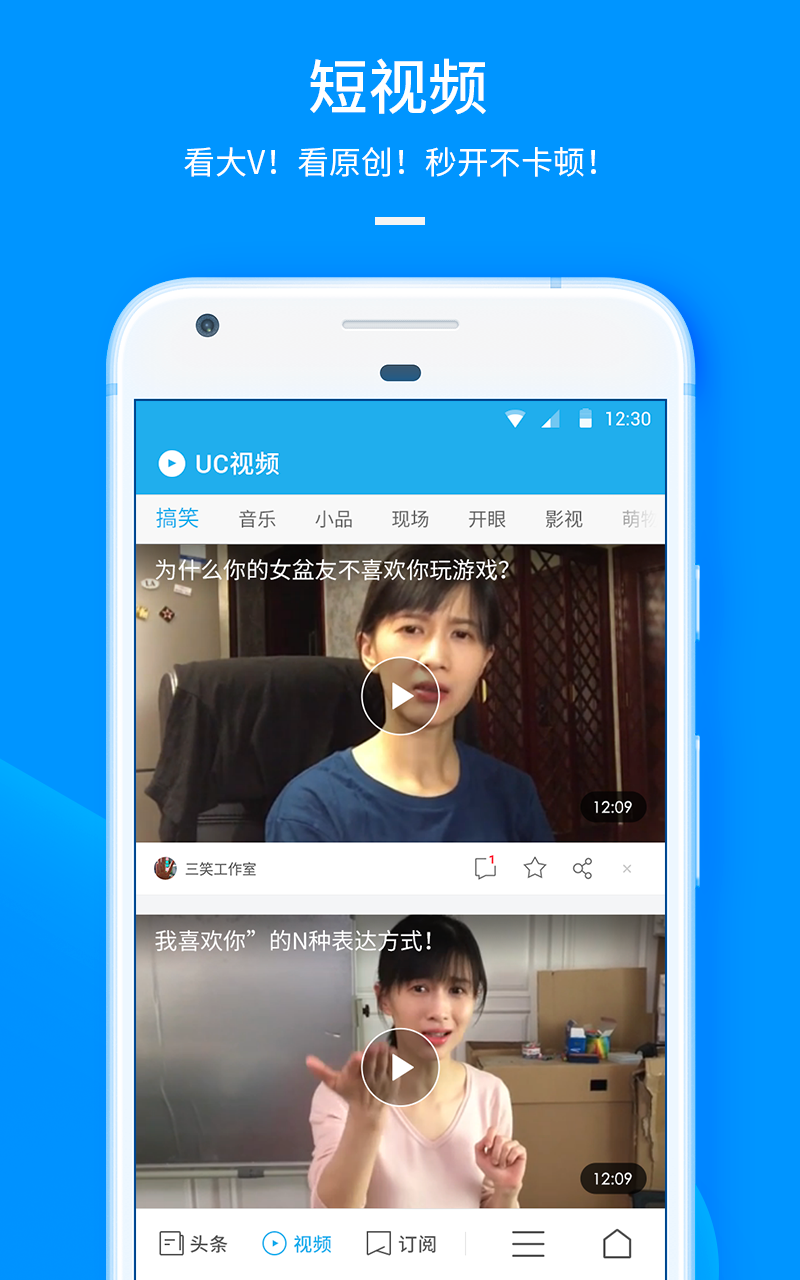 短视频
看大V！看原创！秒开不卡顿！
12:30
UC视频
搞笑 音乐 小品 现场 开眼 影视 萌物
为什么你的女盆友不喜欢你玩游戏？
12:09
三笑工作室 1
我喜欢你”的N种表达方式！
12:09
头条 视频 订阅